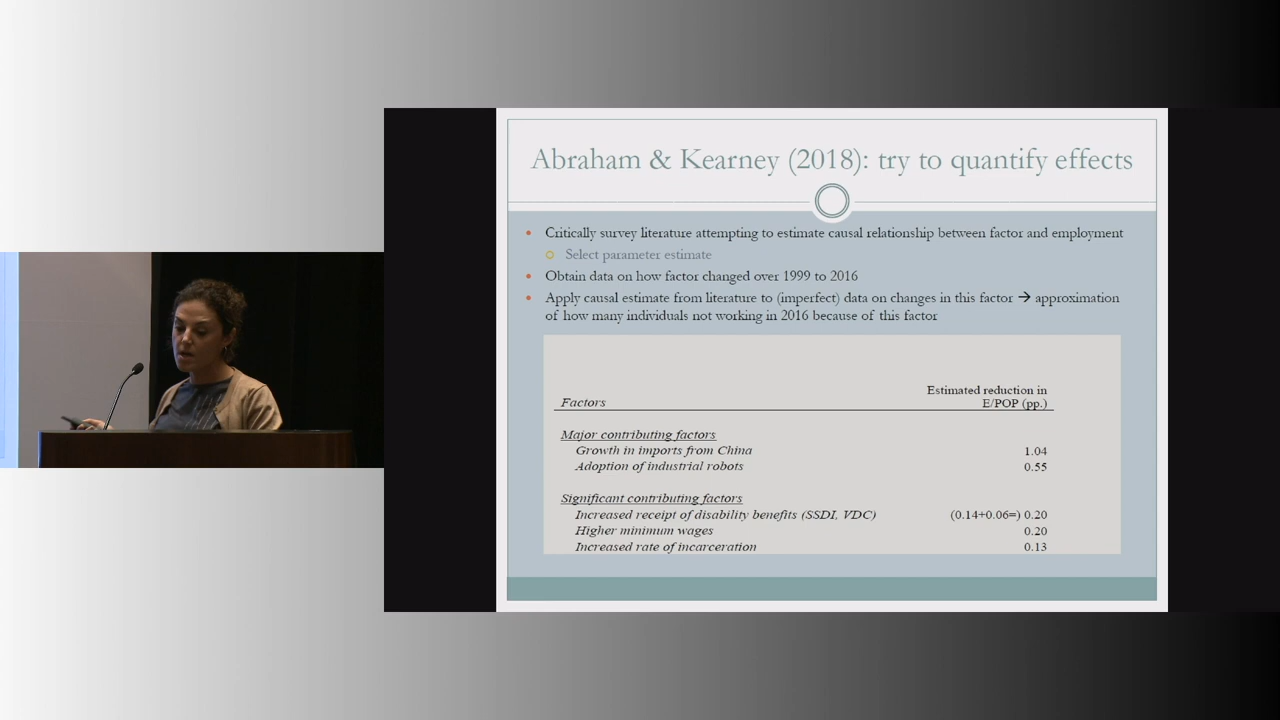 Abraham & Kearney (2018): try to quantify effects
• Critically survey literature attempting to estimate causal relationship between factor and employment
o Select parameter estimate
• Obtain data on how factor changed over 1999 to 2016
• Apply causal estimate from literature to (imperfect) data on changes in this factor → approximation
of how many individuals not working in 2016 because of this factor
Estimated reduction in
Factors E/POP (pp.)
Major contributing factors
Growth in imports from China 1.04
Adoption of industrial robots 0.55
Significant contributing factors
Increased receipt of disability benefits (SSDI, VDC) (0.14+0.06=) 0.20
Higher minimum wages 0.20
Increased rate of incarceration 0.13